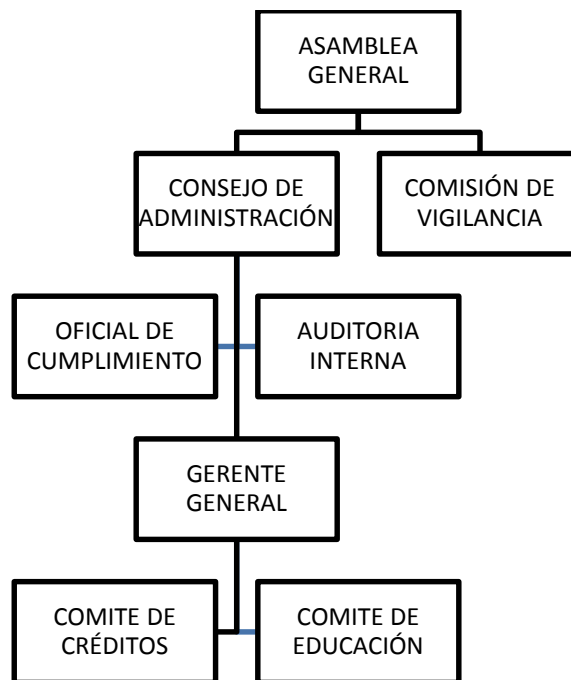 ASAMBLEA
GENERAL
CONSEJO DE
ADMINISTRACIÓN
COMISIÓN DE
VIGILANCIA
OFICIAL DE
CUMPLIMIENTO
AUDITORIA
INTERNA
GERENTE
GENERAL
COMITE DE
CRÉDITOS
COMITE DE
EDUCACIÓN